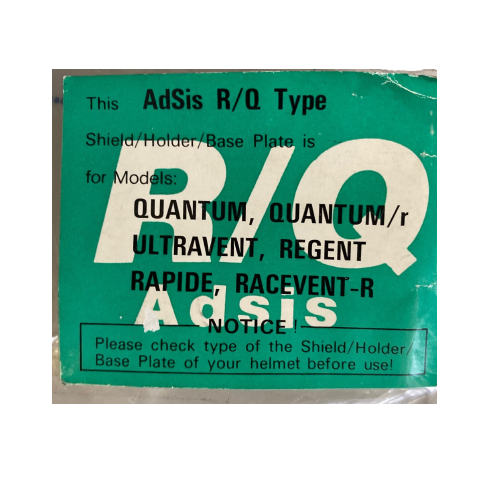 This AdSis R/Q Type
Shield/Holder/Base Plate is
for Models:
R/Q
QUANTUM, QUANTUM/r
ULTRAVENT, REGENT
RAPIDE, RACEVENT-R
Adsis
NOTICE!
Please check type of the Shield/Holder/
Base Plate of your helmet before use!